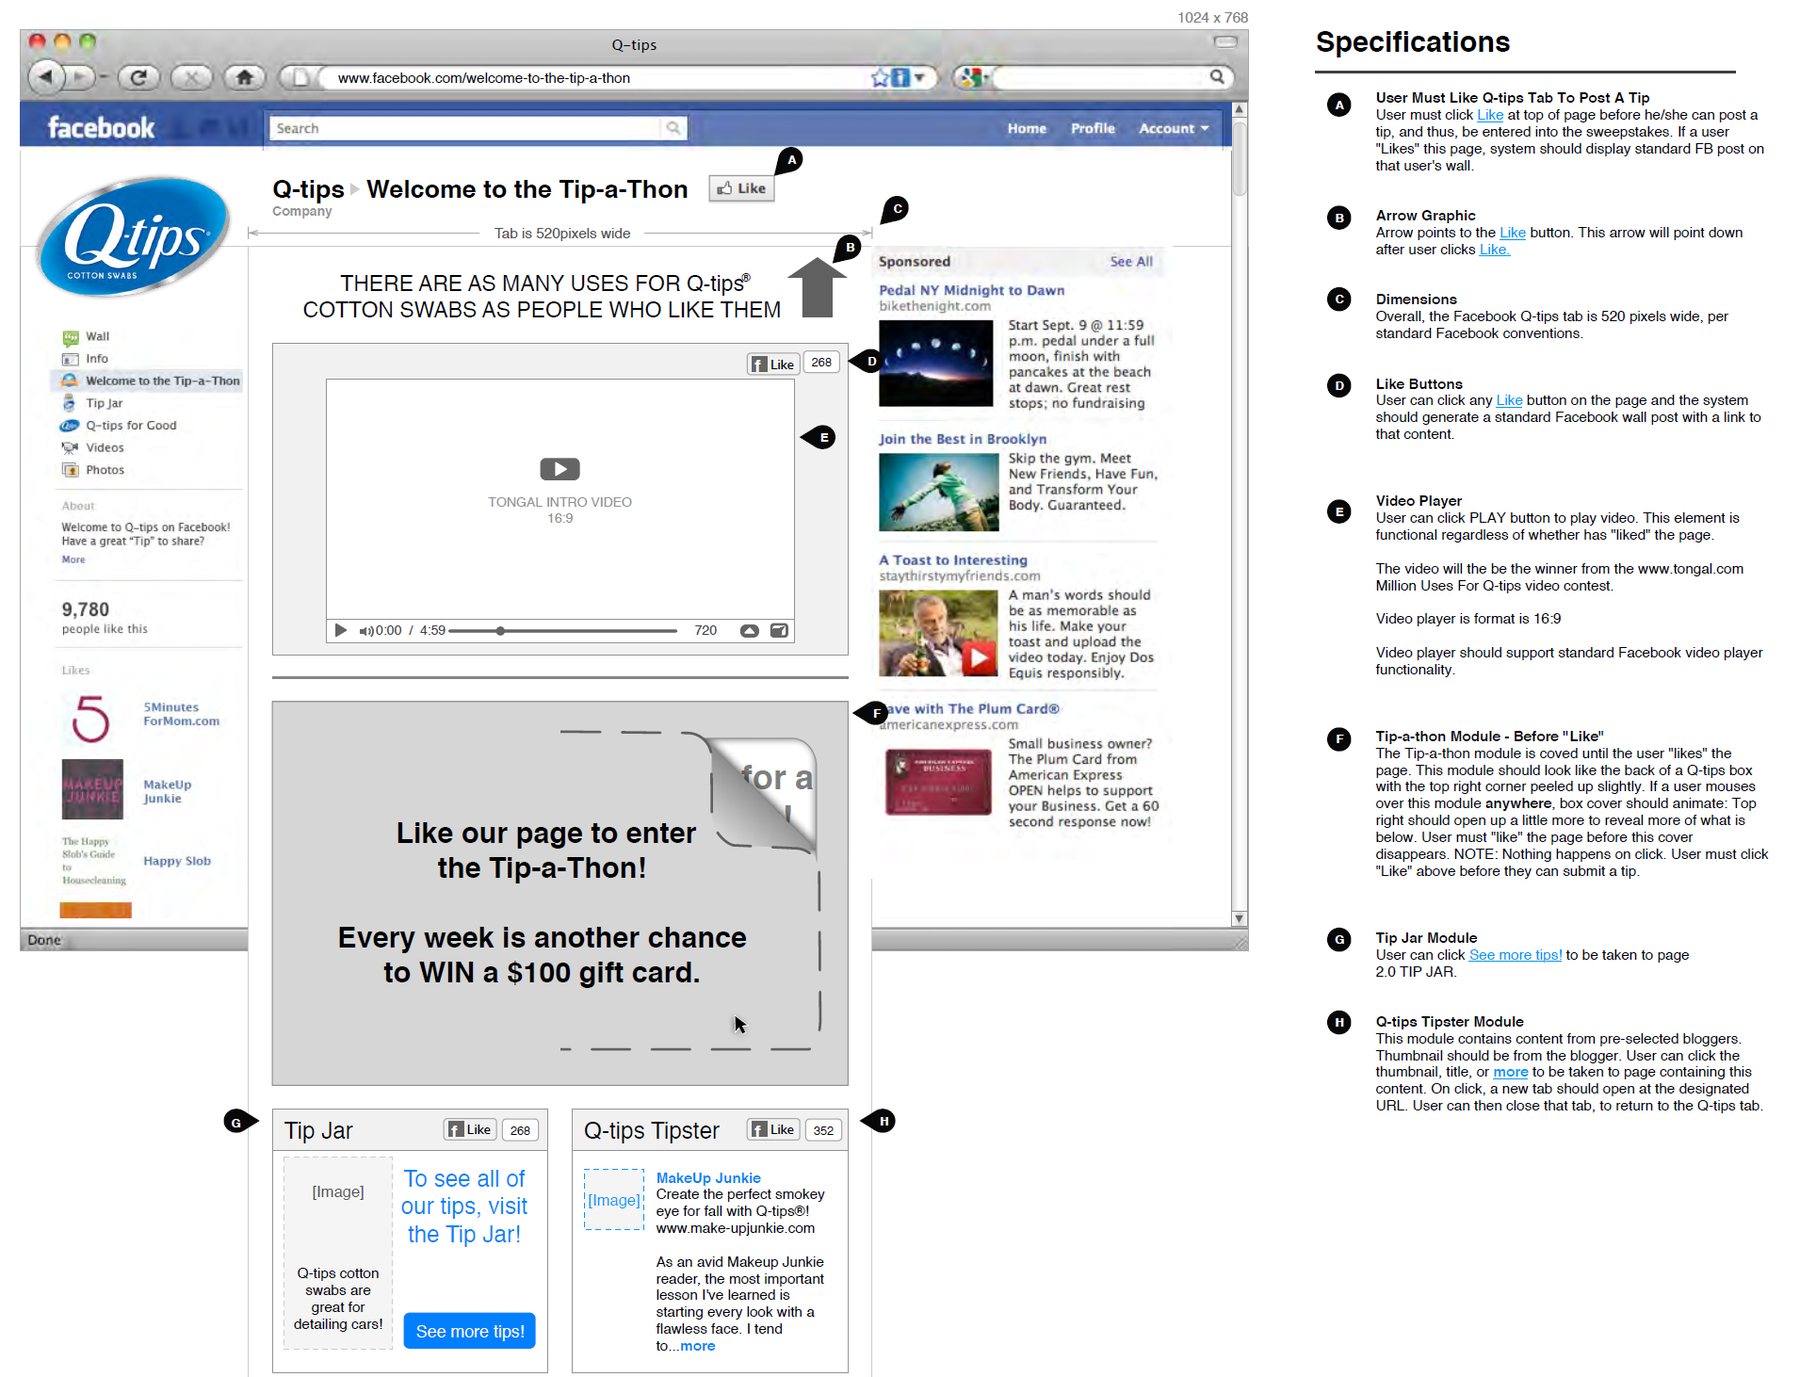 1024 x 768
Q-tips
www.facebook.com/welcome-to-the-tip-a-thon
facebook
Search
Home Profile Account
Q-tips Welcome to the Tip-a-Thon
Like
A
Company
C
Tab is 520pixels wide
B
Q-tips®
COTTON SWABS
THERE ARE AS MANY USES FOR Q-tips®
COTTON SWABS AS PEOPLE WHO LIKE THEM
Wall
Info
Welcome to the Tip-a-Thon
Tip Jar
Q-tips for Good
Videos
Photos
About
Welcome to Q-tips on Facebook!
Have a great “Tip” to share?
More
9,780
people like this
Likes
5
5Minutes
ForMom.com
MAKEUP
JUNKIE
MakeUp
Junkie
The Happy
Slob's Guide
to
Housecleaning
Happy Slob
Done
f Like 268
D
E
TONGAL INTRO VIDEO
16:9
0:00 / 4:59
720
F
for a
!
Like our page to enter
the Tip-a-Thon!
Every week is another chance
to WIN a $100 gift card.
G
Tip Jar
f Like 268
[Image]
Q-tips cotton
swabs are
great for
detailing cars!
To see all of
our tips, visit
the Tip Jar!
See more tips!
H
Q-tips Tipster
f Like 352
[Image]
MakeUp Junkie
Create the perfect smokey
eye for fall with Q-tips®!
www.make-upjunkie.com
As an avid Makeup Junkie
reader, the most important
lesson I've learned is
starting every look with a
flawless face. I tend
to...more
Sponsored See All
Pedal NY Midnight to Dawn
bikethenight.com
Start Sept. 9 @ 11:59
p.m. pedal under a full
moon, finish with
pancakes at the beach
at dawn. Great rest
stops; no fundraising
Join the Best in Brooklyn
Skip the gym. Meet
New Friends, Have Fun,
and Transform Your
Body. Guaranteed.
A Toast to Interesting
staythirstymyfriends.com
A man's words should
be as memorable as
his life. Make your
toast and upload the
video today. Enjoy Dos
Equis responsibly.
ave with The Plum Card®
americanexpress.com
AMERICAN EXPRESS
BUSINESS
Small business owner?
The Plum Card from
American Express
OPEN helps to support
your Business. Get a 60
second response now!
Specifications
A
User Must Like Q-tips Tab To Post A Tip
User must click Like at top of page before he/she can post a
tip, and thus, be entered into the sweepstakes. If a user
"Likes" this page, system should display standard FB post on
that user's wall.
B
Arrow Graphic
Arrow points to the Like button. This arrow will point down
after user clicks Like.
C
Dimensions
Overall, the Facebook Q-tips tab is 520 pixels wide, per
standard Facebook conventions.
D
Like Buttons
User can click any Like button on the page and the system
should generate a standard Facebook wall post with a link to
that content.
E
Video Player
User can click PLAY button to play video. This element is
functional regardless of whether has "liked" the page.
The video will the be the winner from the www.tongal.com
Million Uses For Q-tips video contest.
Video player is format is 16:9
Video player should support standard Facebook video player
functionality.
F
Tip-a-thon Module - Before "Like"
The Tip-a-thon module is coved until the user "likes" the
page. This module should look like the back of a Q-tips box
with the top right corner peeled up slightly. If a user mouses
over this module anywhere, box cover should animate: Top
right should open up a little more to reveal more of what is
below. User must "like" the page before this cover
disappears. NOTE: Nothing happens on click. User must click
"Like" above before they can submit a tip.
G
Tip Jar Module
User can click See more tips! to be taken to page
2.0 TIP JAR.
H
Q-tips Tipster Module
This module contains content from pre-selected bloggers.
Thumbnail should be from the blogger. User can click the
thumbnail, title, or more to be taken to page containing this
content. On click, a new tab should open at the designated
URL. User can then close that tab, to return to the Q-tips tab.